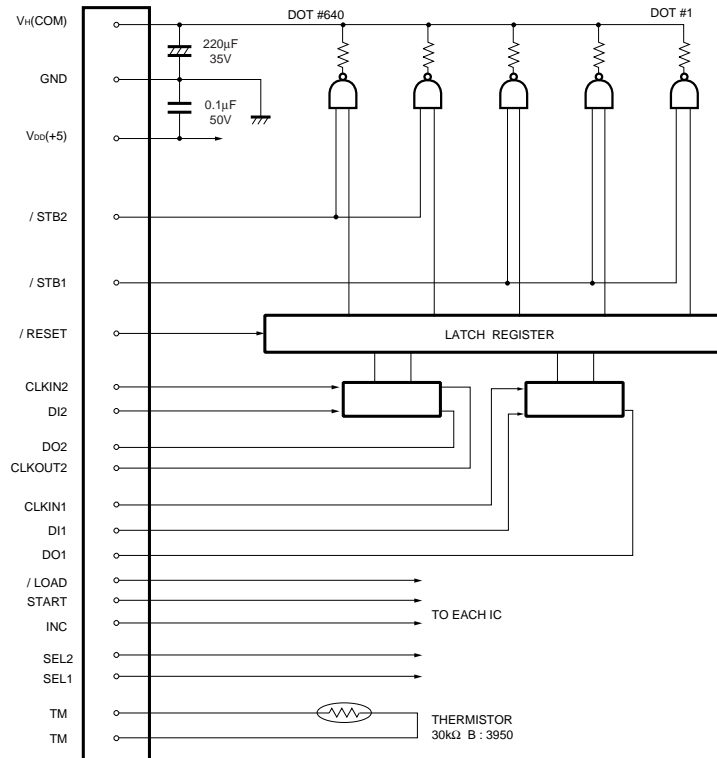 VH(COM)
DOT #640
DOT #1
220μF
35V
GND
0.1μF
50V
VDD(+5)
/ STB2
/ STB1
/ RESET
LATCH REGISTER
CLKIN2
DI2
DO2
CLKOUT2
CLKIN1
DI1
DO1
/ LOAD
START
TO EACH IC
INC
SEL2
SEL1
TM
THERMISTOR
30kΩ B : 3950
TM